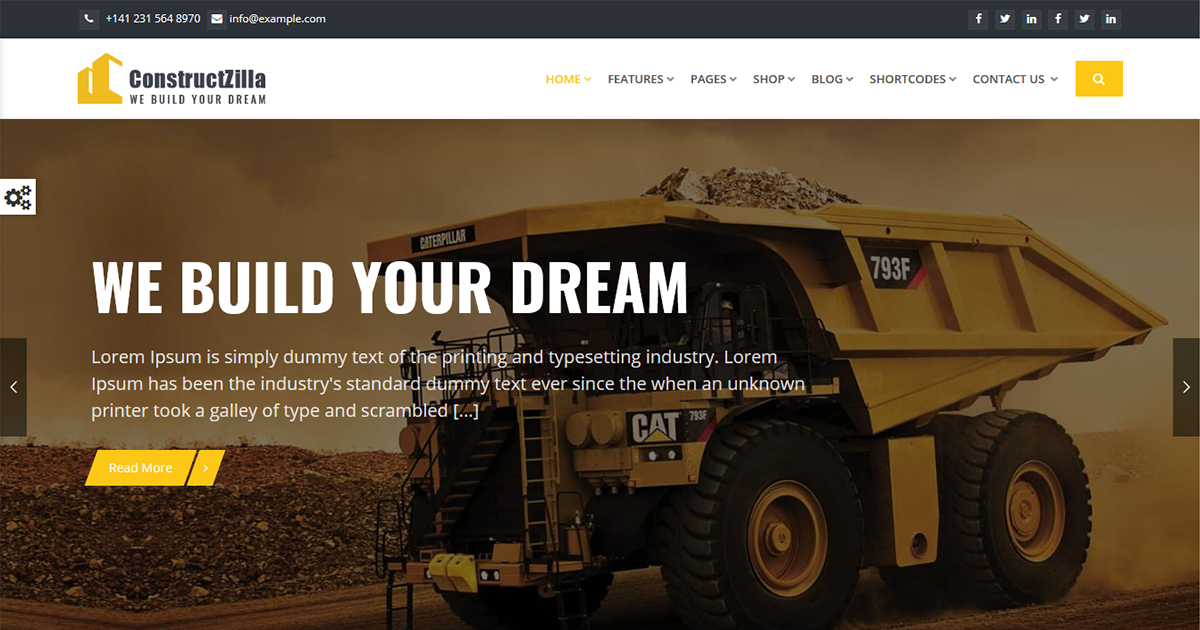 +141 231 564 8970 info@example.com
ConstructZilla
WE BUILD YOUR DREAM
HOME FEATURES PAGES SHOP BLOG SHORTCODES CONTACT US
CATERPILLAR
793F
WE BUILD YOUR DREAM
Lorem Ipsum is simply dummy text of the printing and typesetting industry. Lorem
Ipsum has been the industry's standard dummy text ever since the when an unknown
printer took a galley of type and scrambled [...]
CAT 793F
Read More